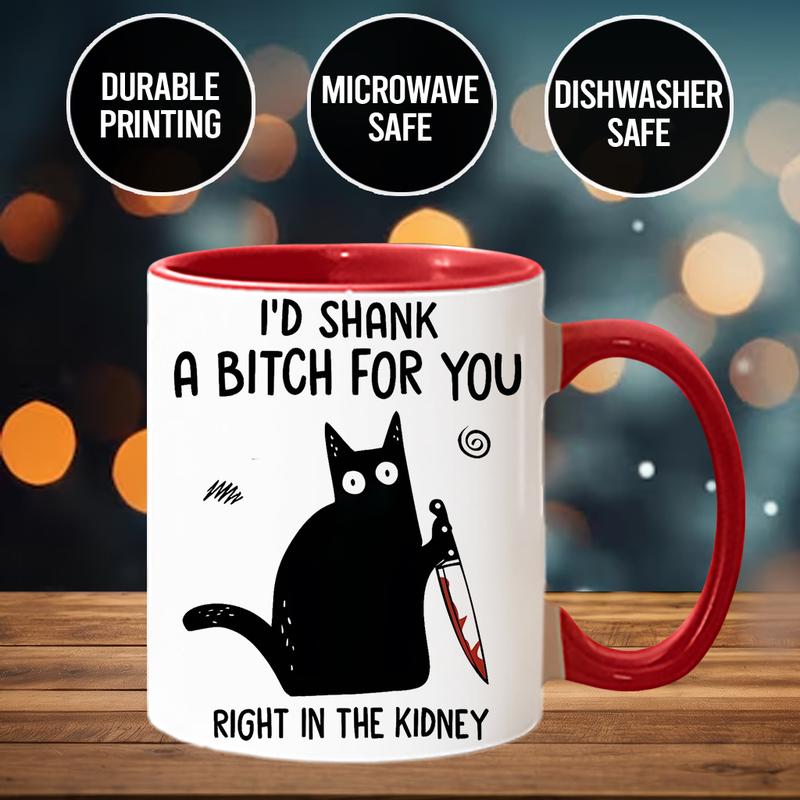 DURABLE
PRINTING
MICROWAVE
SAFE
DISHWASHER
SAFE
I'D SHANK
A BITCH FOR YOU
RIGHT IN THE KIDNEY